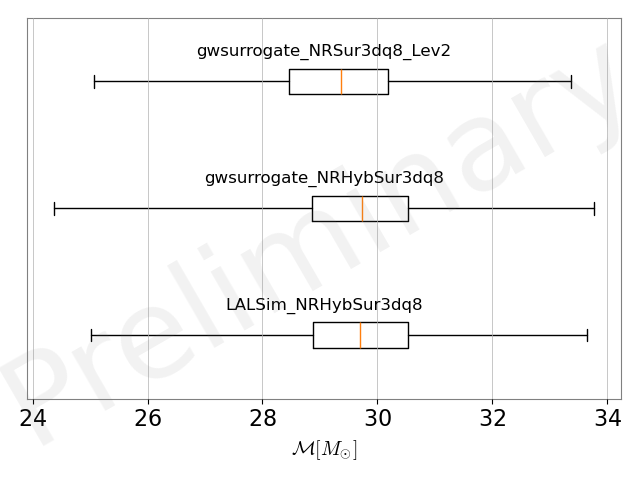 gwsurrogate_NRSur3dq8_Lev2
gwsurrogate_NRHybSur3dq8
LALSim_NRHybSur3dq8
Preliminary
24 26 28 30 32 34
ℳ[M☉]